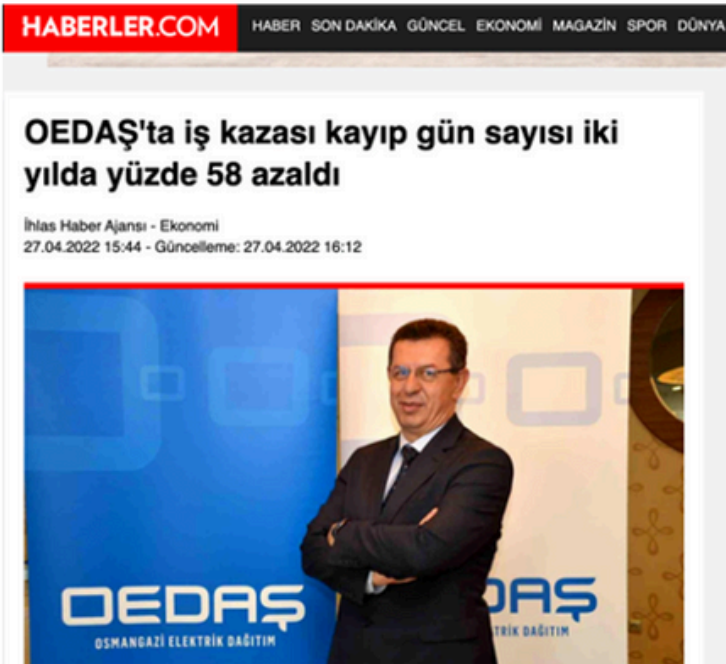 HABERLER.COM HABER SON DAKİKA GÜNCEL EKONOMİ MAGAZİN SPOR DÜNYA
OEDAŞ'ta iş kazası kayıp gün sayısı iki
yılda yüzde 58 azaldı
İhlas Haber Ajansı - Ekonomi
27.04.2022 15:44 - Güncelleme: 27.04.2022 16:12
OEDAŞ
OSMANGAZİ ELEKTRİK DAĞITIM
DAŞ
TRİK DAĞITIM